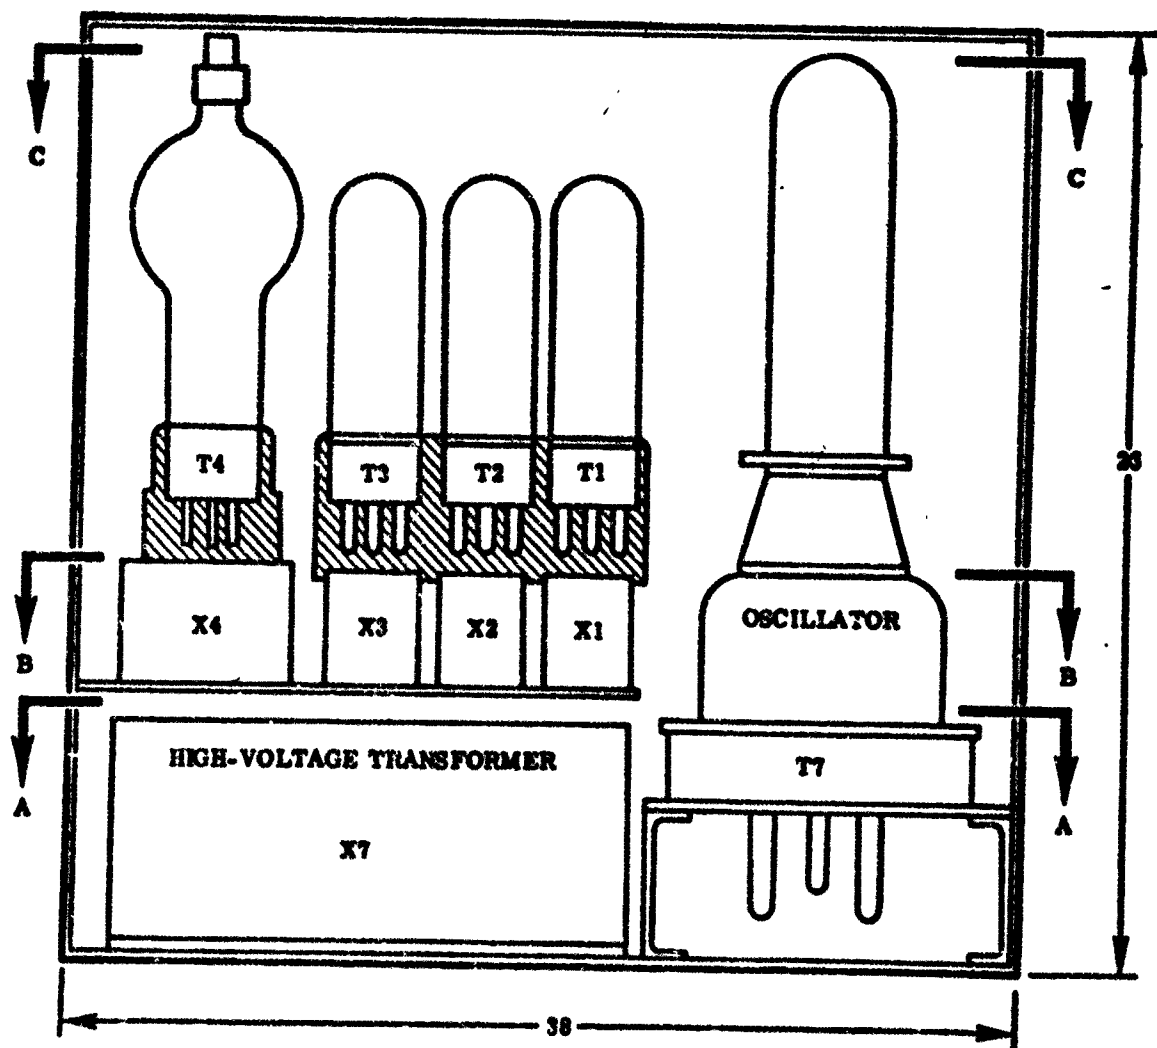 C
C
T4
T3
T2
T1
X4
X3
X2
X1
OSCILLATOR
B
B
HIGH-VOLTAGE TRANSFORMER
T7
A
A
X7
38